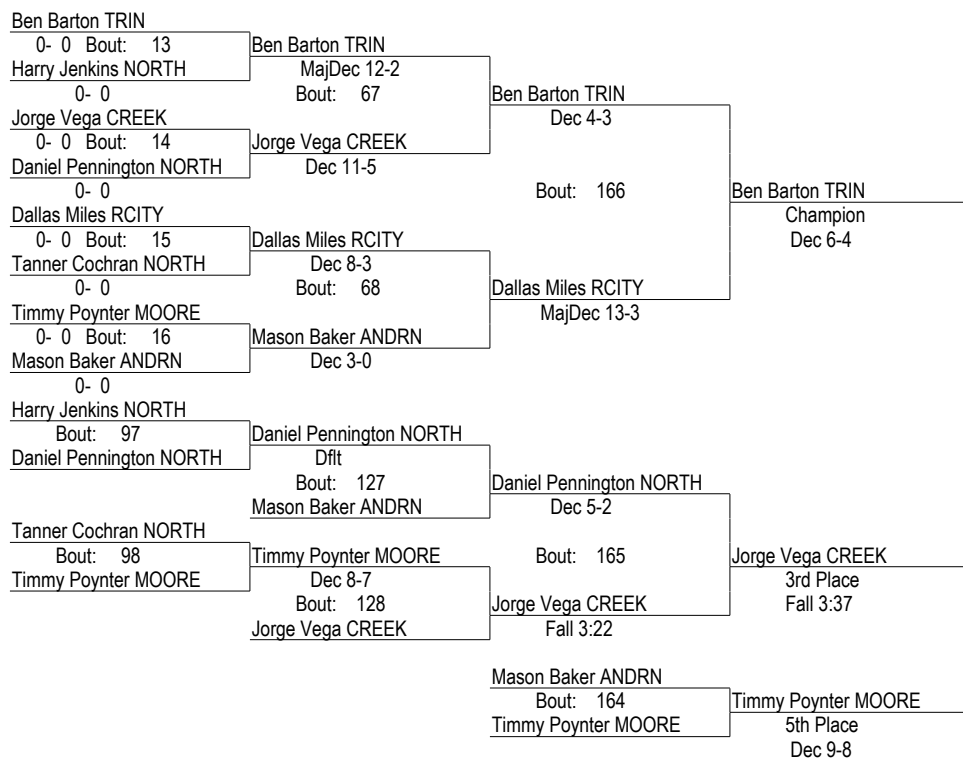 Ben Barton TRIN
0- 0 Bout: 13
Harry Jenkins NORTH
0- 0
Jorge Vega CREEK
0- 0 Bout: 14
Daniel Pennington NORTH
0- 0
Dallas Miles RCITY
0- 0 Bout: 15
Tanner Cochran NORTH
0- 0
Timmy Poynter MOORE
0- 0 Bout: 16
Mason Baker ANDRN
0- 0
Ben Barton TRIN
MajDec 12-2
Bout: 67
Jorge Vega CREEK
Dec 11-5
Dallas Miles RCITY
Dec 8-3
Bout: 68
Mason Baker ANDRN
Dec 3-0
Ben Barton TRIN
Dec 4-3
Bout: 166
Dallas Miles RCITY
MajDec 13-3
Ben Barton TRIN
Champion
Dec 6-4
Harry Jenkins NORTH
Bout: 97
Daniel Pennington NORTH
Tanner Cochran NORTH
Bout: 98
Timmy Poynter MOORE
Daniel Pennington NORTH
Dflt
Bout: 127
Mason Baker ANDRN
Timmy Poynter MOORE
Dec 8-7
Bout: 128
Jorge Vega CREEK
Daniel Pennington NORTH
Dec 5-2
Bout: 165
Jorge Vega CREEK
Fall 3:22
Jorge Vega CREEK
3rd Place
Fall 3:37
Mason Baker ANDRN
Bout: 164
Timmy Poynter MOORE
Timmy Poynter MOORE
5th Place
Dec 9-8